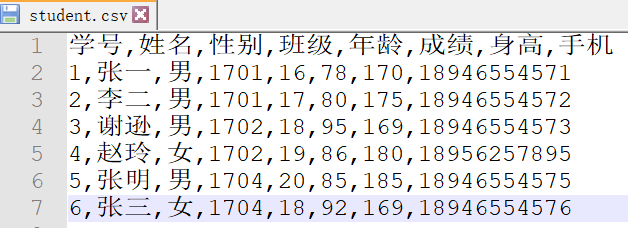 student.csv
1 学号,姓名,性别,班级,年龄,成绩,身高,手机
2 1,张一,男,1701,16,78,170,18946554571
3 2,李二,男,1701,17,80,175,18946554572
4 3,谢逊,男,1702,18,95,169,18946554573
5 4,赵玲,女,1702,19,86,180,18956257895
6 5,张明,男,1704,20,85,185,18946554575
7 6,张三,女,1704,18,92,169,18946554576